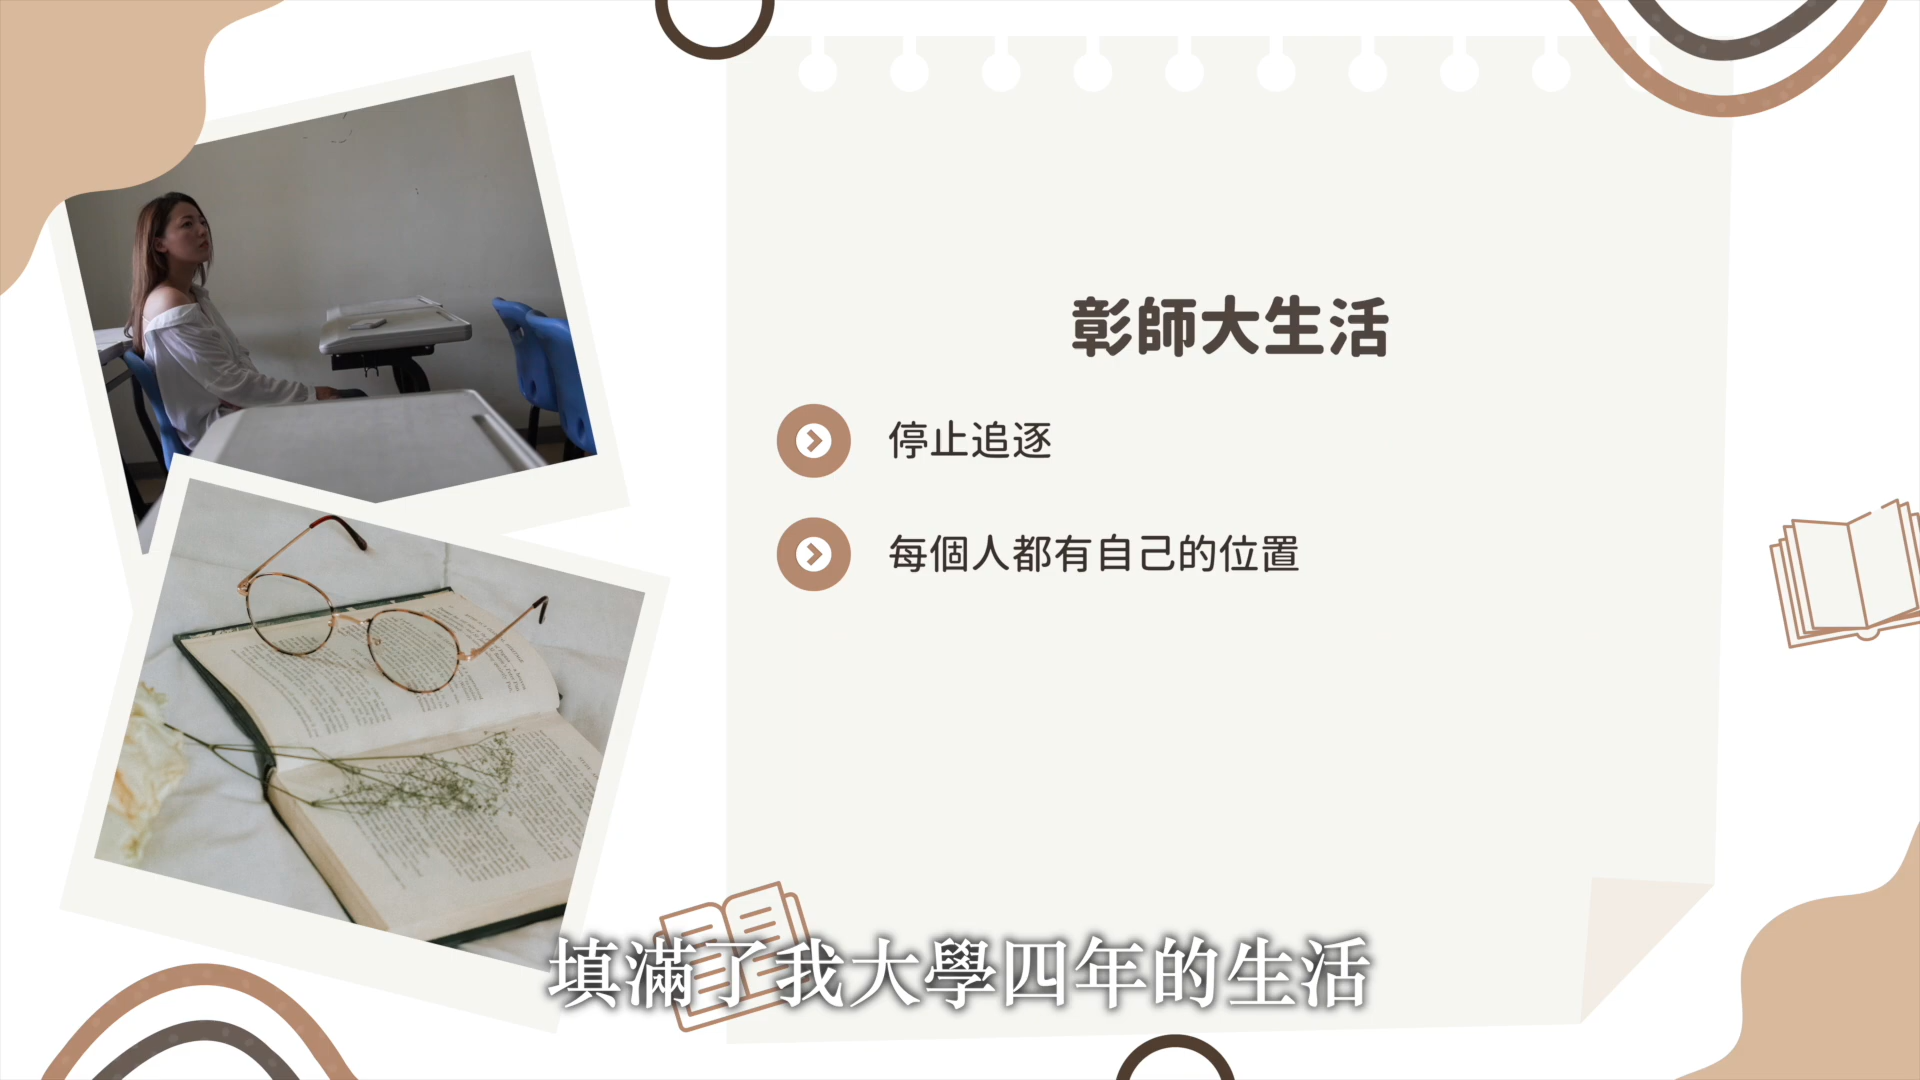 彰師大生活
停止追逐
每個人都有自己的位置
填滿了我大學四年的生活